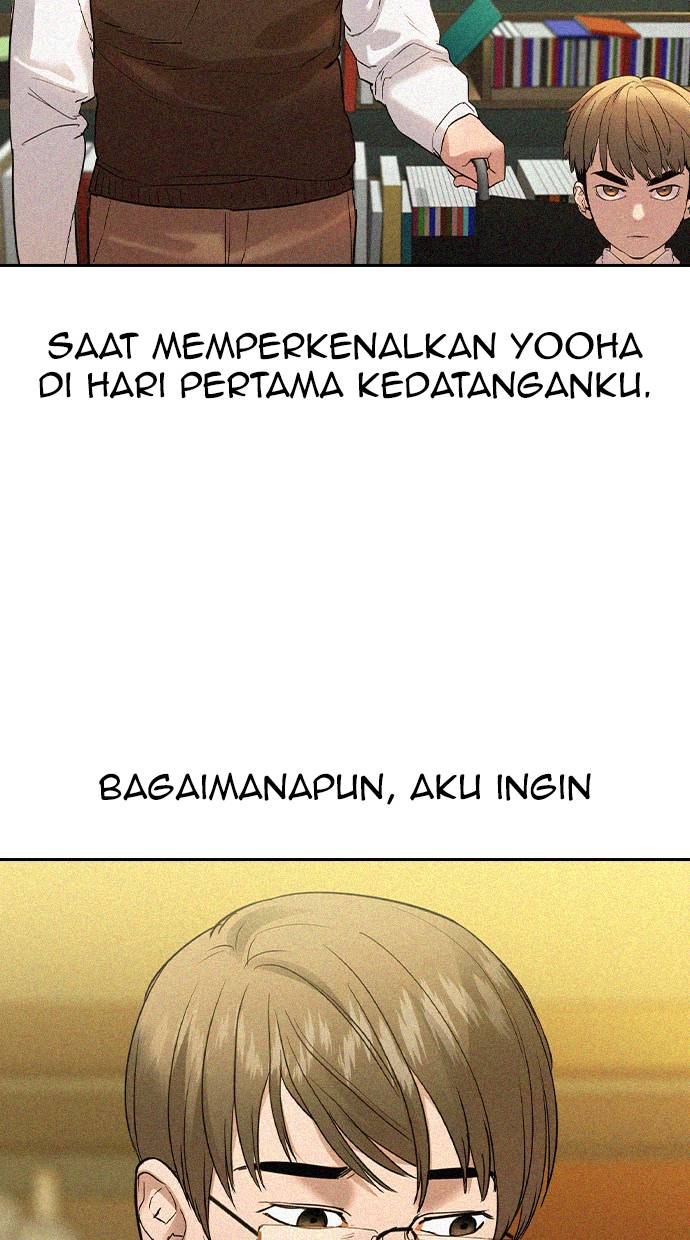 SAAT MEMPERKENALKAN YOOHA
DI HARI PERTAMA KEDATANGANKU.
BAGAIMANAPUN, AKU INGIN